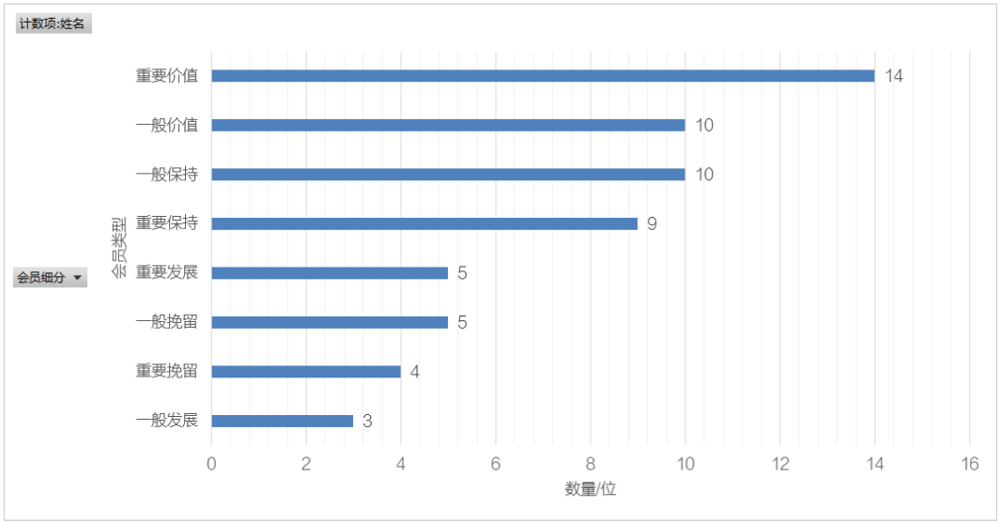 计数项:姓名
重要价值 14
一般价值 10
一般保持 10
重要保持 9
重要发展 5
一般挽留 5
重要挽留 4
一般发展 3
会员类型
会员细分
0 2 4 6 8 10 12 14 16
数量/位